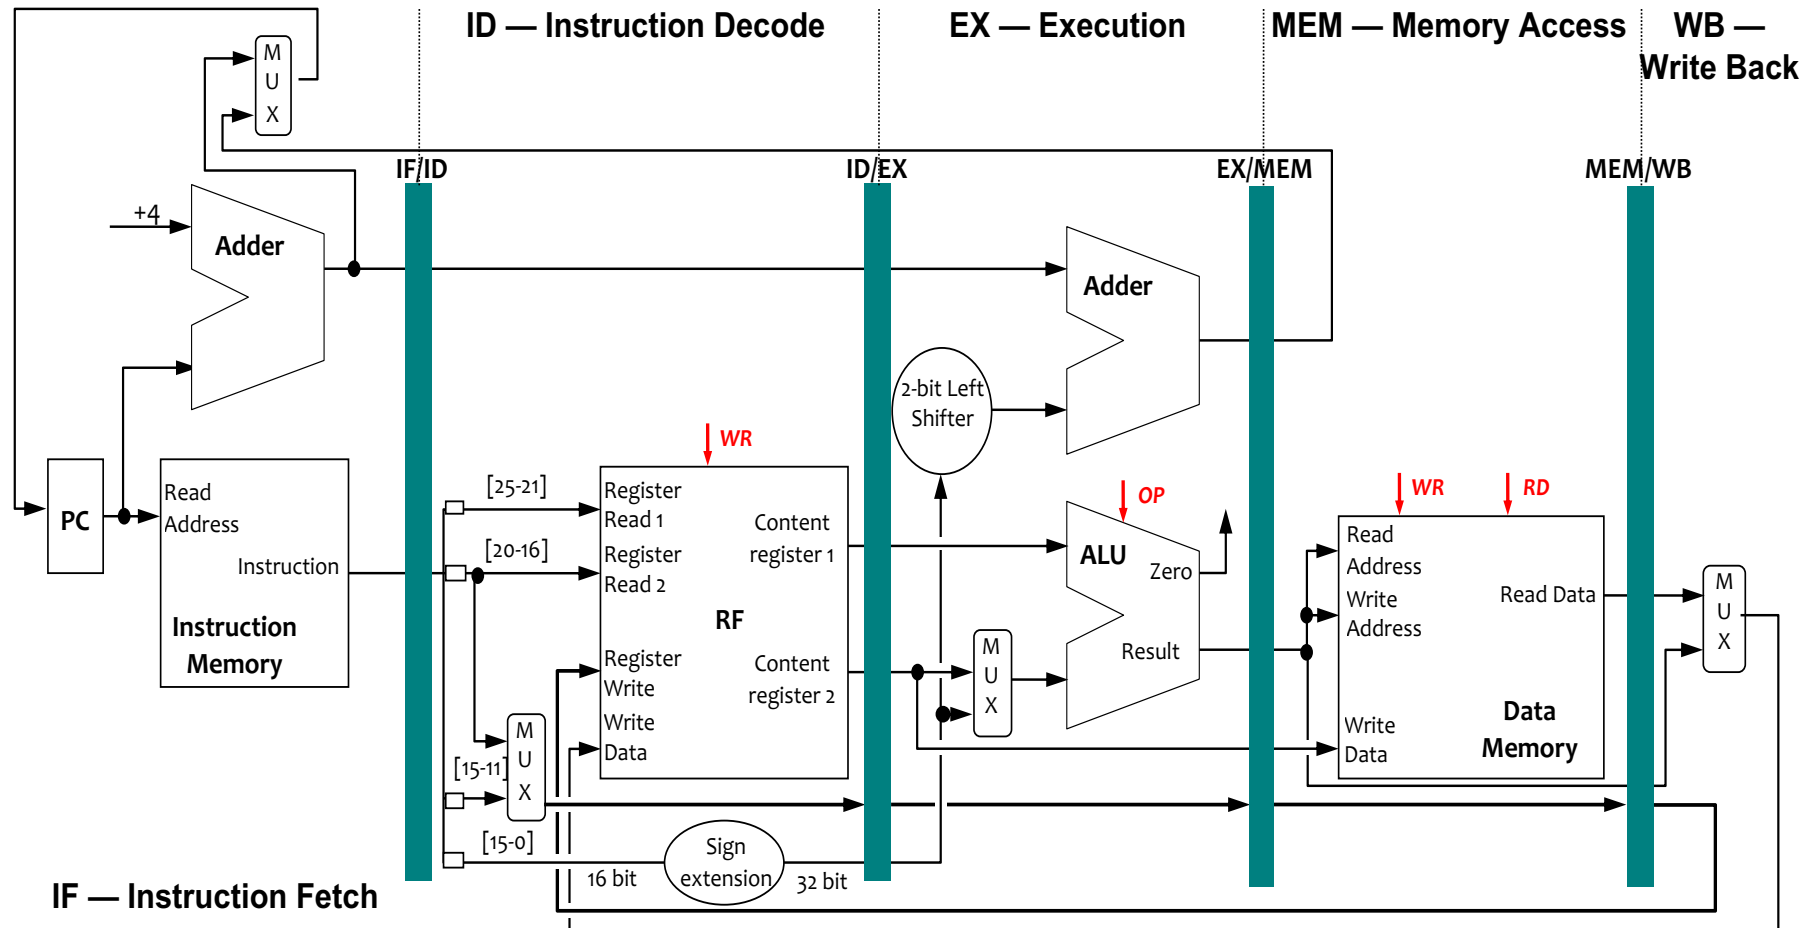 ID — Instruction Decode
EX — Execution
MEM — Memory Access
WB —
Write Back
M
U
X
IF/ID
ID/EX
EX/MEM
MEM/WB
+4
Adder
Adder
2-bit Left
Shifter
PC
Read
Address
Instruction
Instruction
Memory
[25-21]
[20-16]
[15-11]
[15-0]
M
U
X
WR
Register
Read 1
Register
Read 2
RF
Register
Write
Write
Data
Content
register 1
Content
register 2
16 bit
Sign
extension
32 bit
M
U
X
OP
ALU
Zero
Result
WR
RD
Read
Address
Write
Address
Read Data
Write
Data
Data
Memory
M
U
X
IF — Instruction Fetch